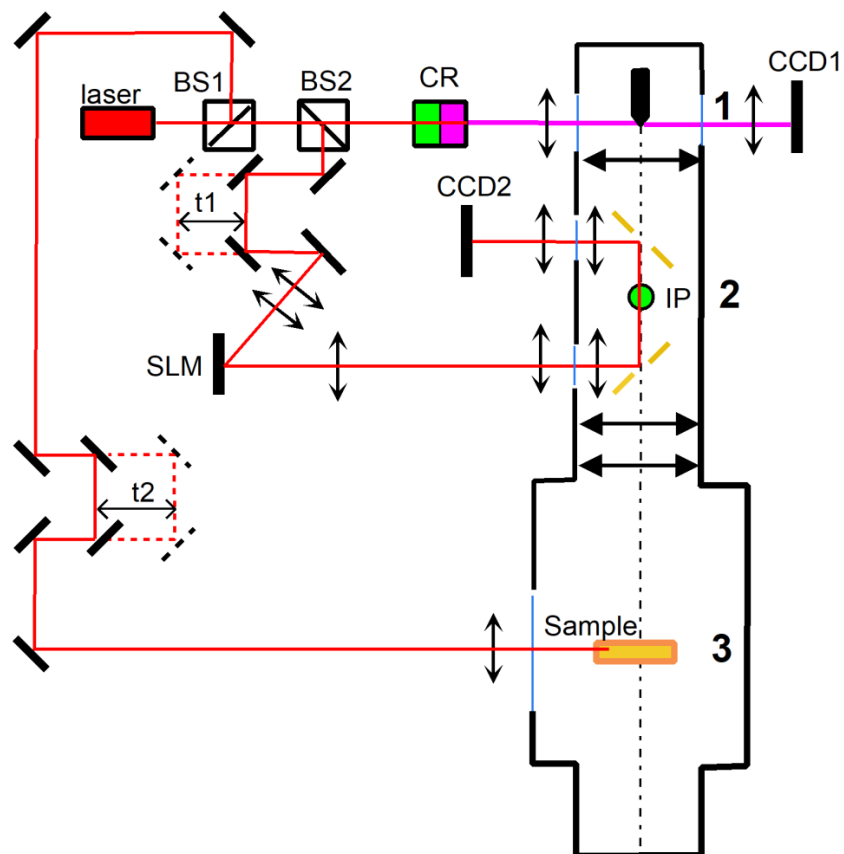 CCD1
BS1
BS2
CR
laser
1
t1
CCD2
IP
2
SLM
t2
Sample
3